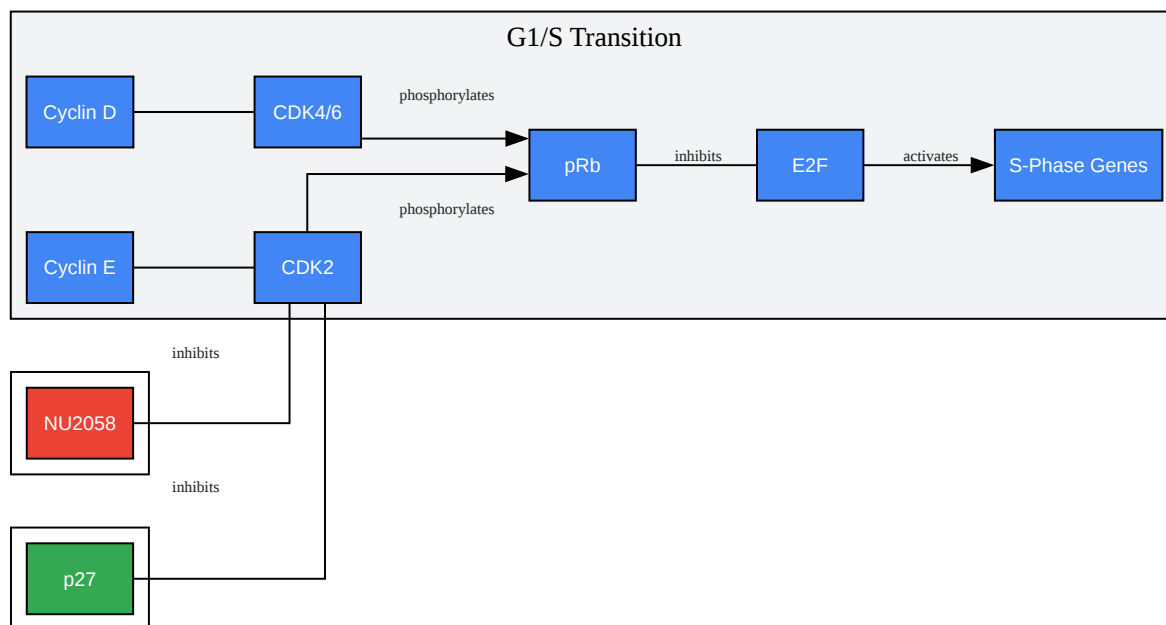 G1/S Transition
Cyclin D
CDK4/6
phosphorylates
pRb
inhibits
E2F
activates
S-Phase Genes
phosphorylates
Cyclin E
CDK2
inhibits
NU2058
inhibits
p27